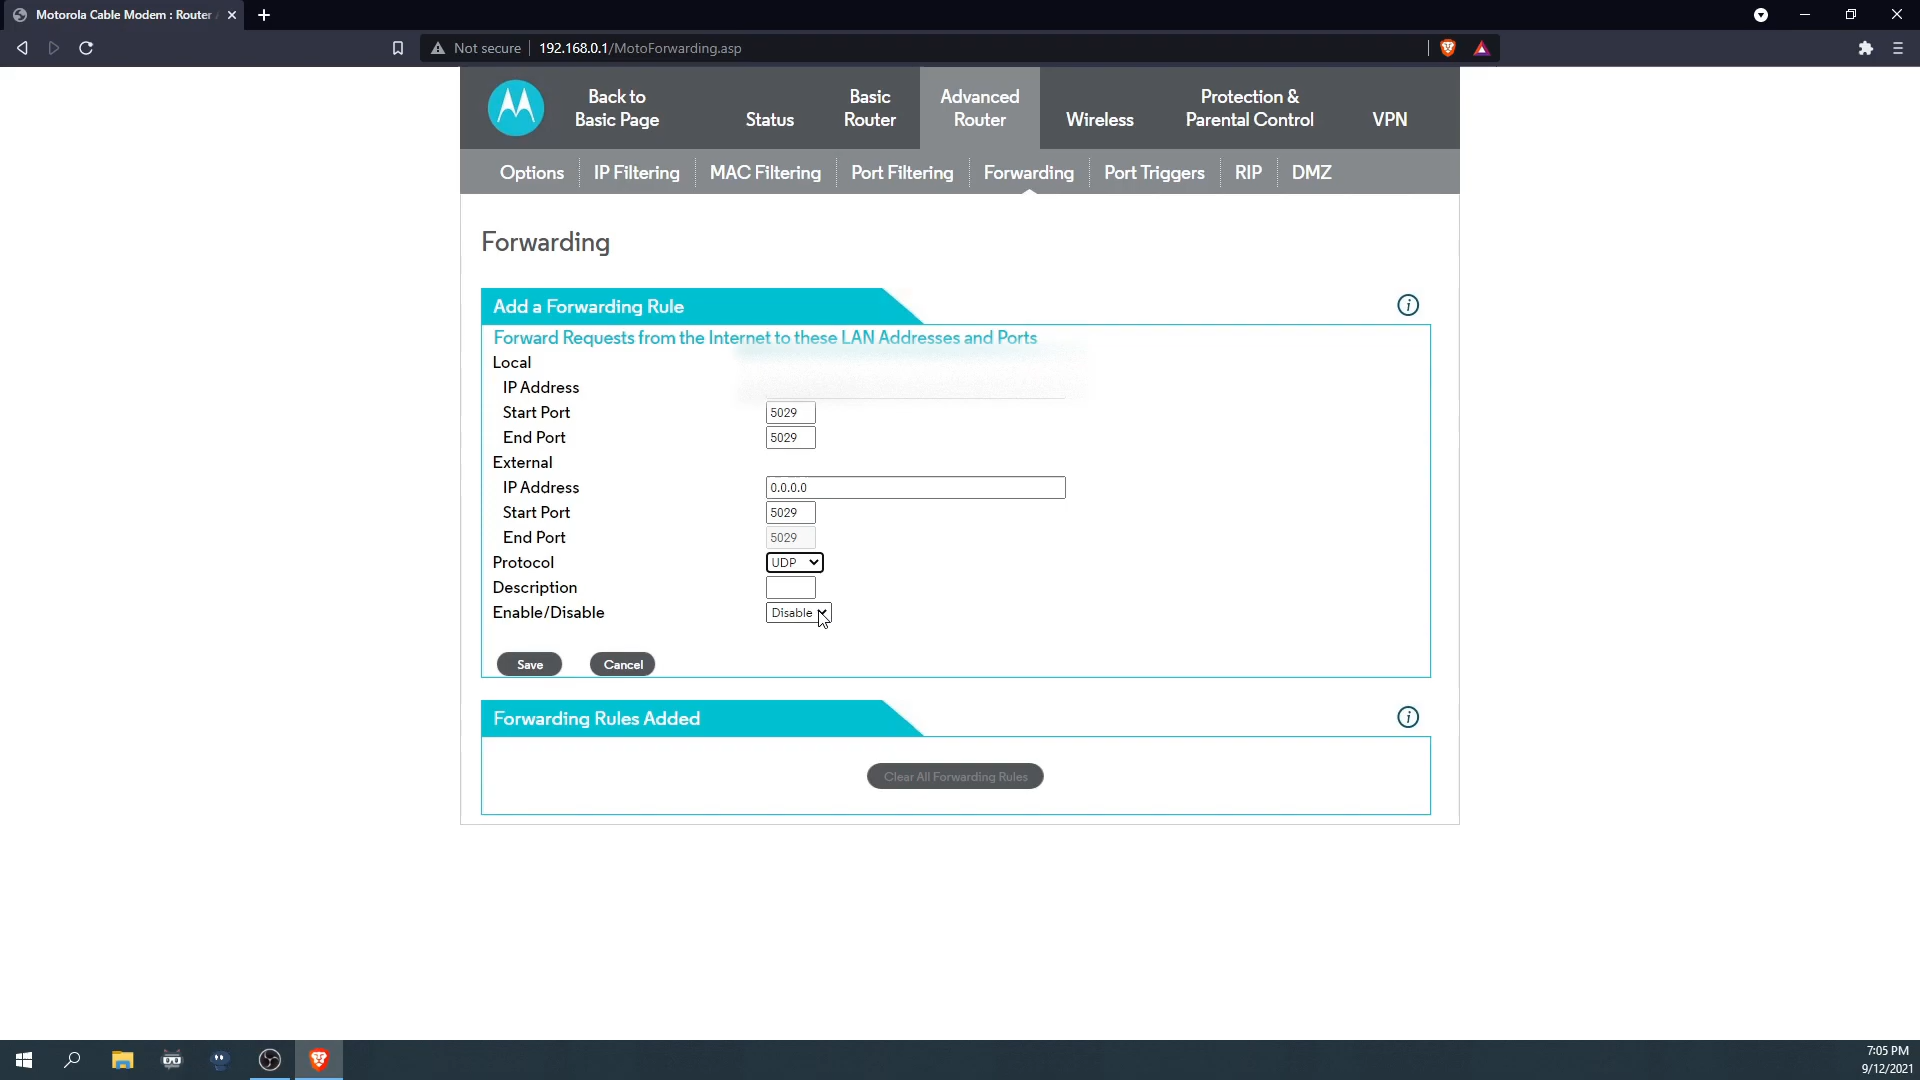 Motorola Cable Modem : Router
Not secure
192.168.0.1/MotoForwarding.asp
Back to
Basic Page
Status
Basic
Router
Advanced
Router
Wireless
Protection &
Parental Control
VPN
Options
IP Filtering
MAC Filtering
Port Filtering
Forwarding
Port Triggers
RIP
DMZ
Forwarding
Add a Forwarding Rule
Forward Requests from the Internet to these LAN Addresses and Ports
Local
IP Address
Start Port 5029
End Port 5029
External
IP Address 0.0.0.0
Start Port 5029
End Port 5029
Protocol UDP
Description
Enable/Disable Disable
Save
Cancel
Forwarding Rules Added
Clear All Forwarding Rules
7:05 PM
9/12/2021